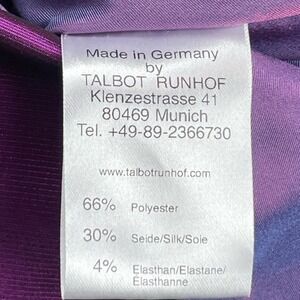 Made in Germany
by
TALBOT RUNHOF
Klenzestrasse 41
80469 Munich
Tel. +49-89-2366730
www.talbotrunhof.com
66% Polyester
30% Seide/Silk/Soie
4% Elasthan/Elastane/
Elasthanne